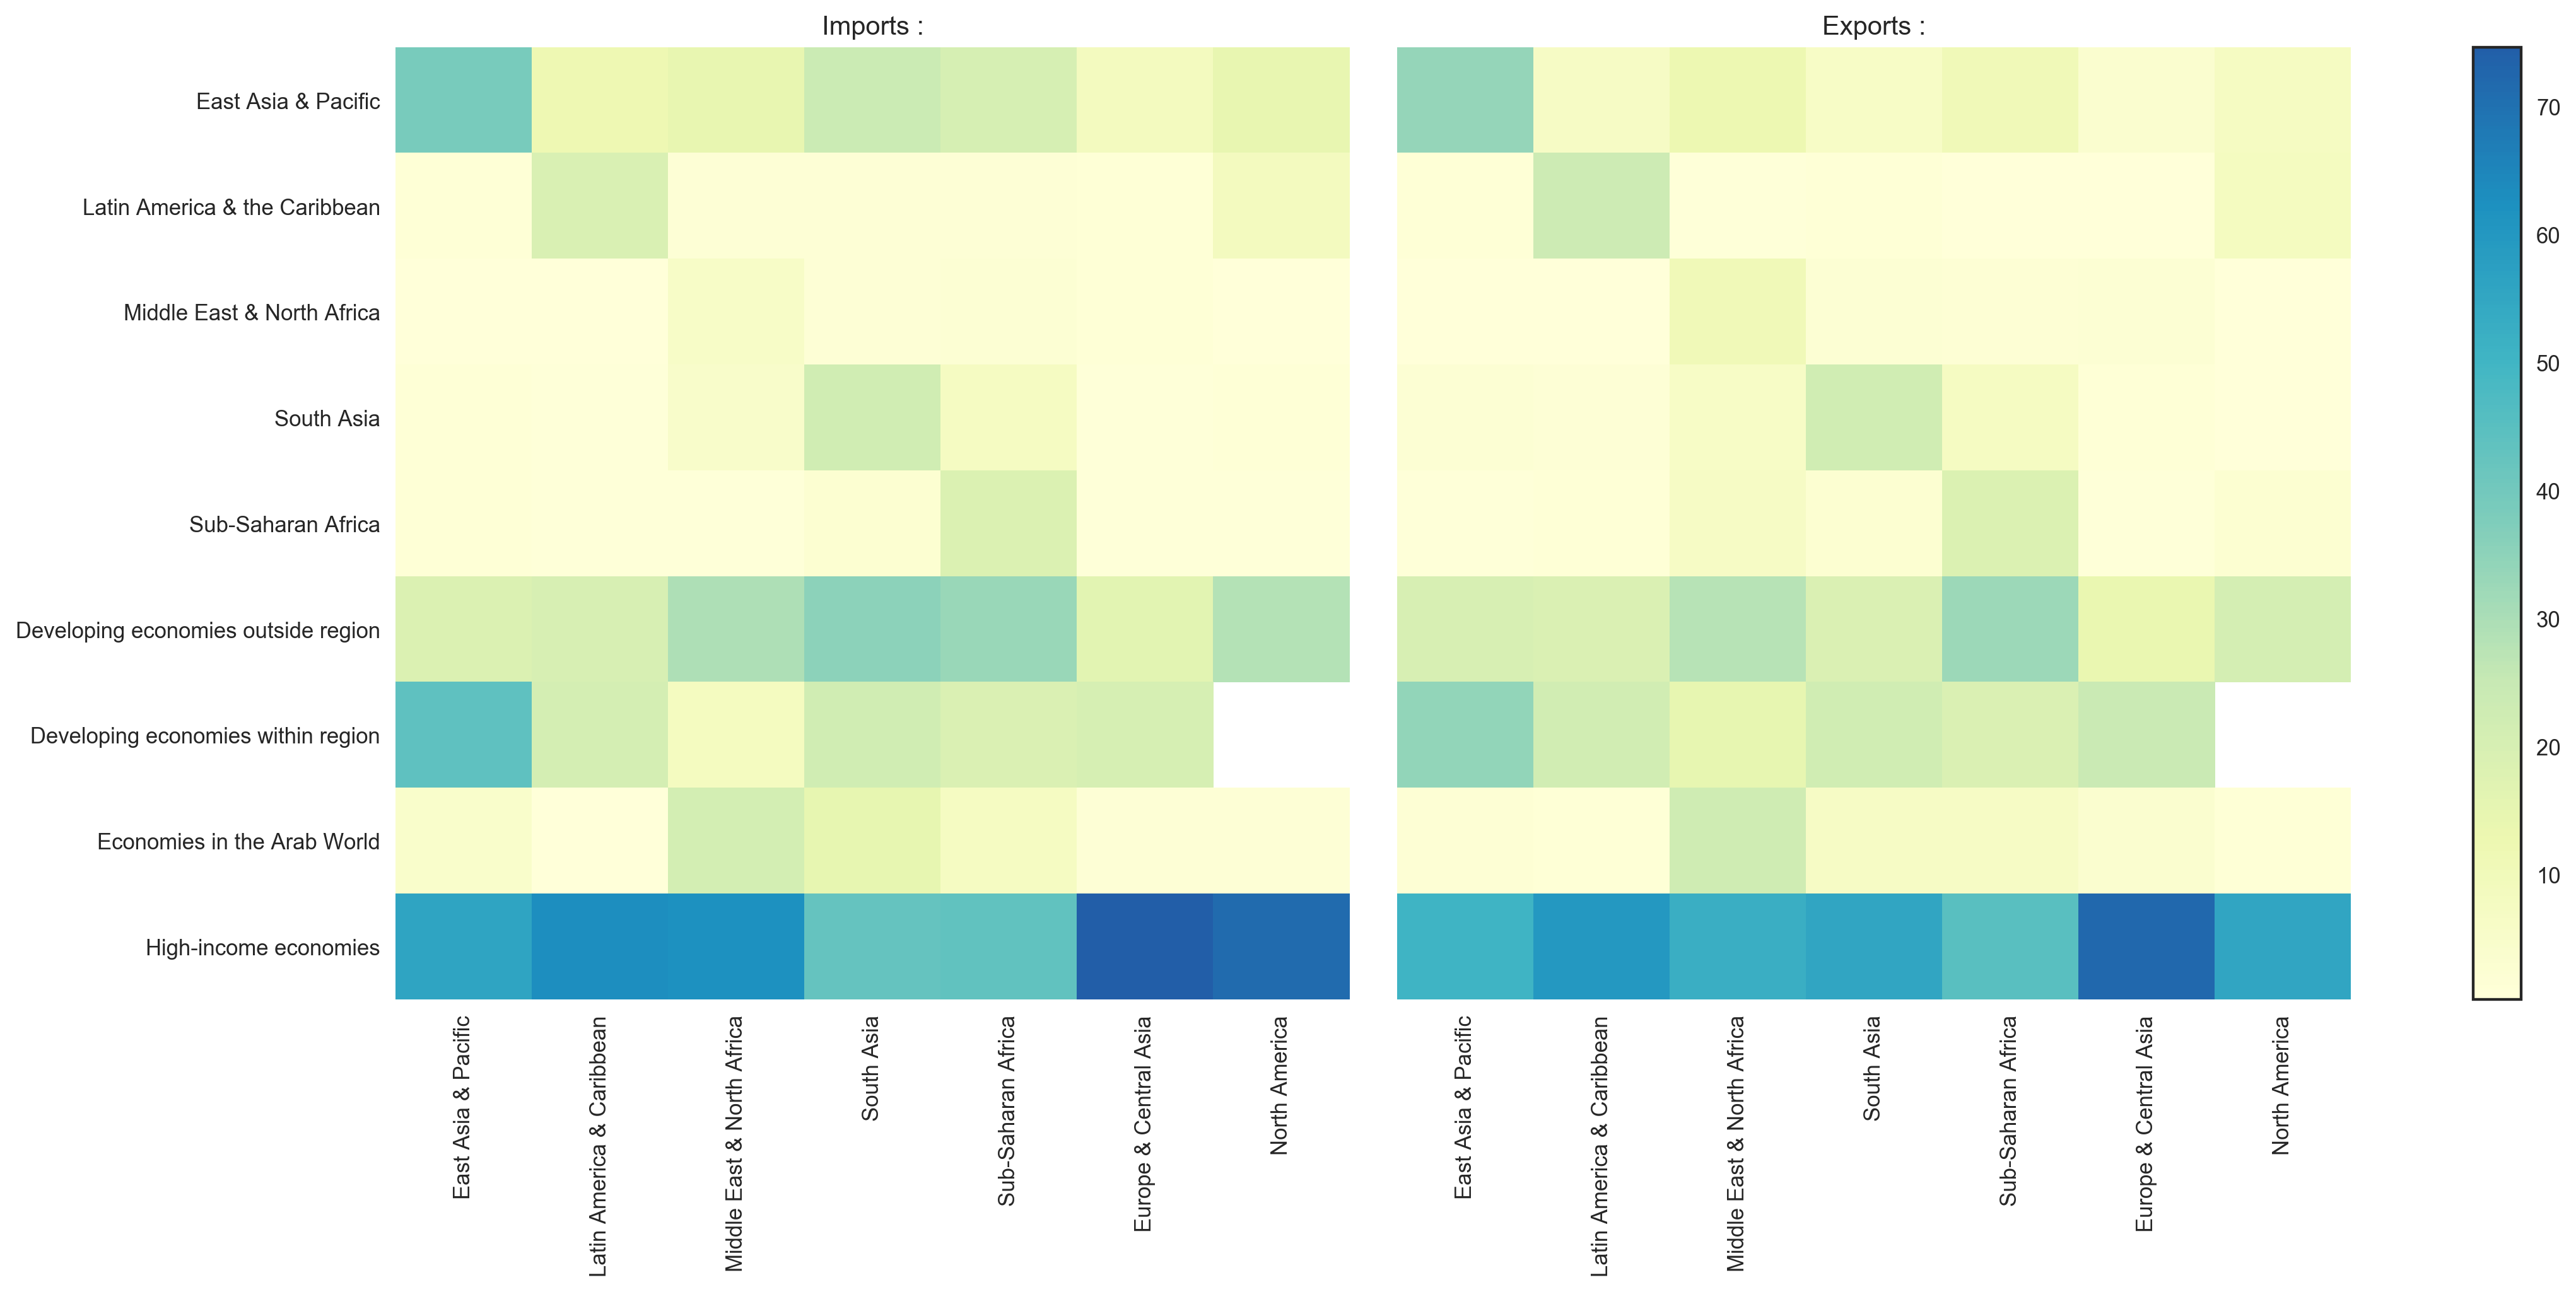 Imports :
Exports :
East Asia & Pacific
Latin America & the Caribbean
Middle East & North Africa
South Asia
Sub-Saharan Africa
Developing economies outside region
Developing economies within region
Economies in the Arab World
High-income economies
70
60
50
40
30
20
10
East Asia & Pacific
Latin America & Caribbean
Middle East & North Africa
South Asia
Sub-Saharan Africa
Europe & Central Asia
North America
East Asia & Pacific
Latin America & Caribbean
Middle East & North Africa
South Asia
Sub-Saharan Africa
Europe & Central Asia
North America